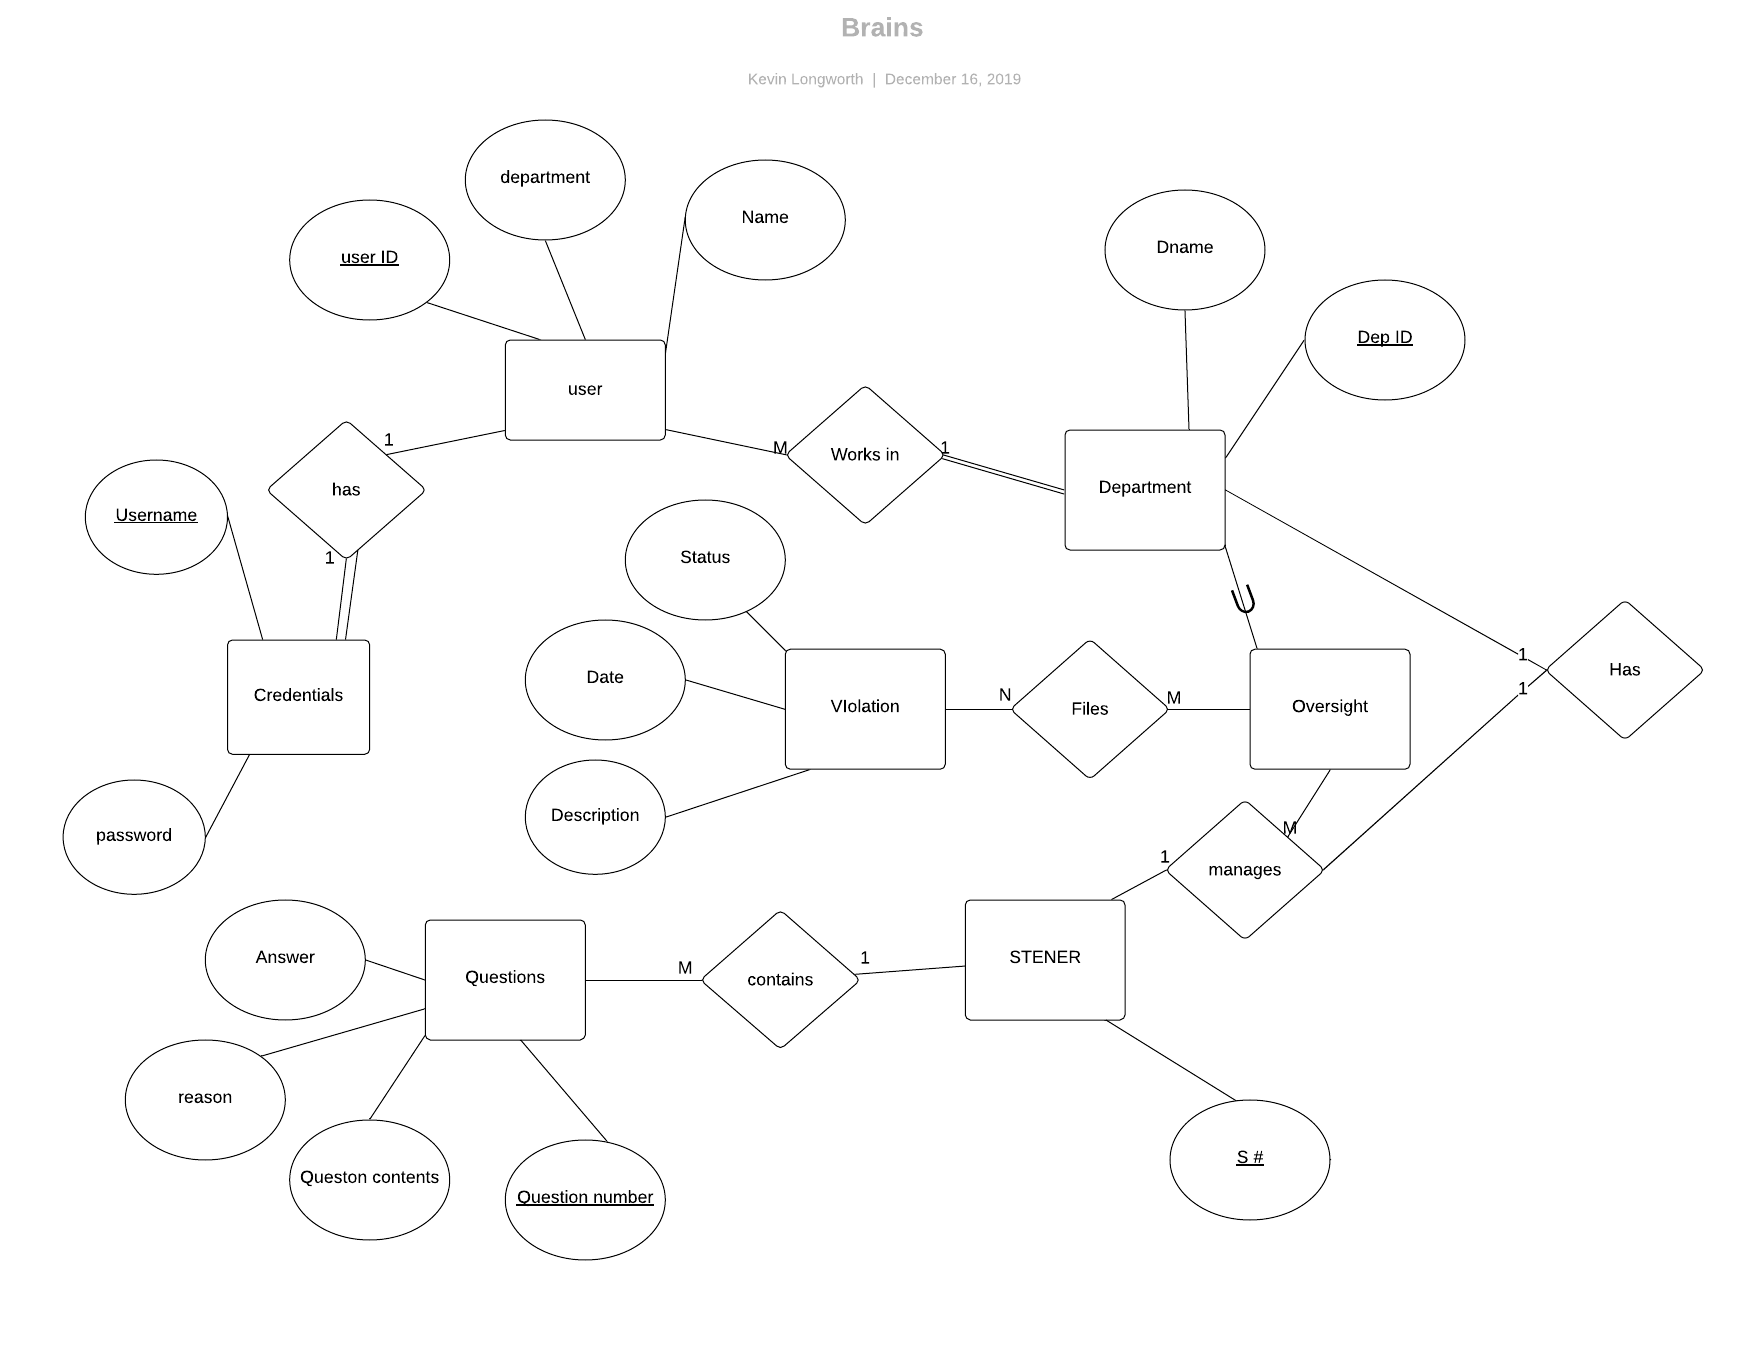 Brains
Kevin Longworth | December 16, 2019
department
Name
user ID
Dname
Dep ID
user
1
M
Works in
1
has
Username
Department
1
Status
1
Has
1
Date
Credentials
VIolation
N
Files
M
Oversight
Description
password
M
1
manages
Answer
Questions
M
contains
1
STENER
reason
Queston contents
Question number
S #